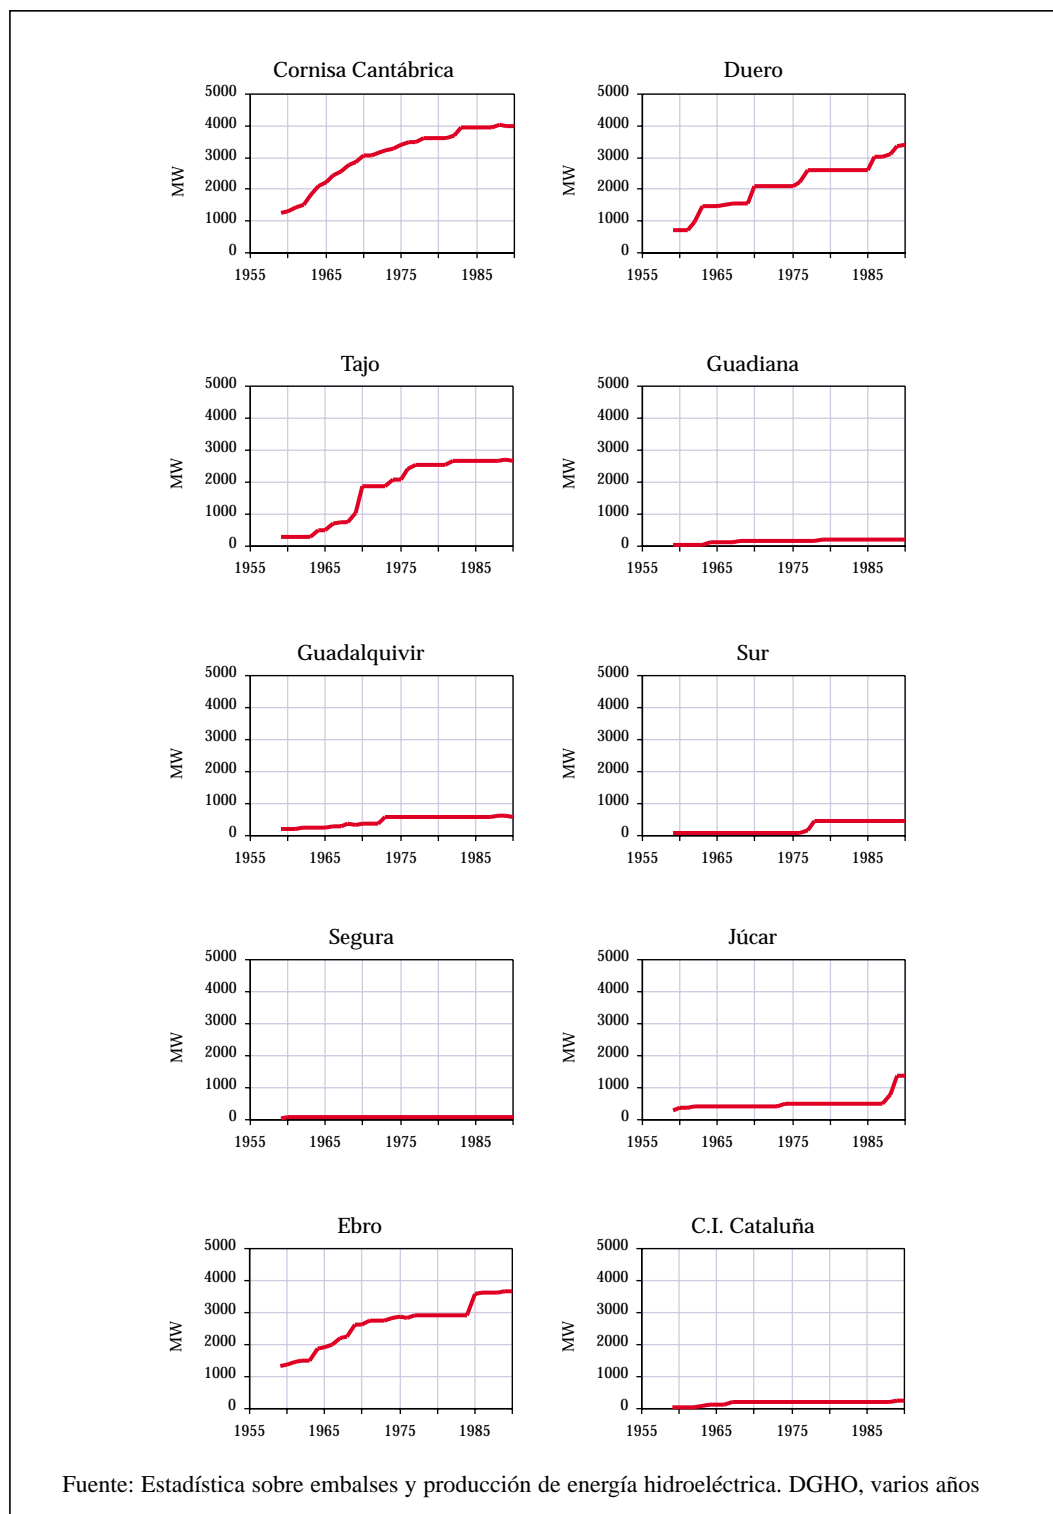 Cornisa Cantábrica
5000
4000
3000
2000
1000
0
MW
1955 1965 1975 1985
Duero
5000
4000
3000
2000
1000
0
MW
1955 1965 1975 1985
Tajo
5000
4000
3000
2000
1000
0
MW
1955 1965 1975 1985
Guadiana
5000
4000
3000
2000
1000
0
MW
1955 1965 1975 1985
Guadalquivir
5000
4000
3000
2000
1000
0
MW
1955 1965 1975 1985
Sur
5000
4000
3000
2000
1000
0
MW
1955 1965 1975 1985
Segura
5000
4000
3000
2000
1000
0
MW
1955 1965 1975 1985
Júcar
5000
4000
3000
2000
1000
0
MW
1955 1965 1975 1985
Ebro
5000
4000
3000
2000
1000
0
MW
1955 1965 1975 1985
C.I. Cataluña
5000
4000
3000
2000
1000
0
MW
1955 1965 1975 1985
Fuente: Estadística sobre embalses y producción de energía hidroeléctrica. DGHO, varios años